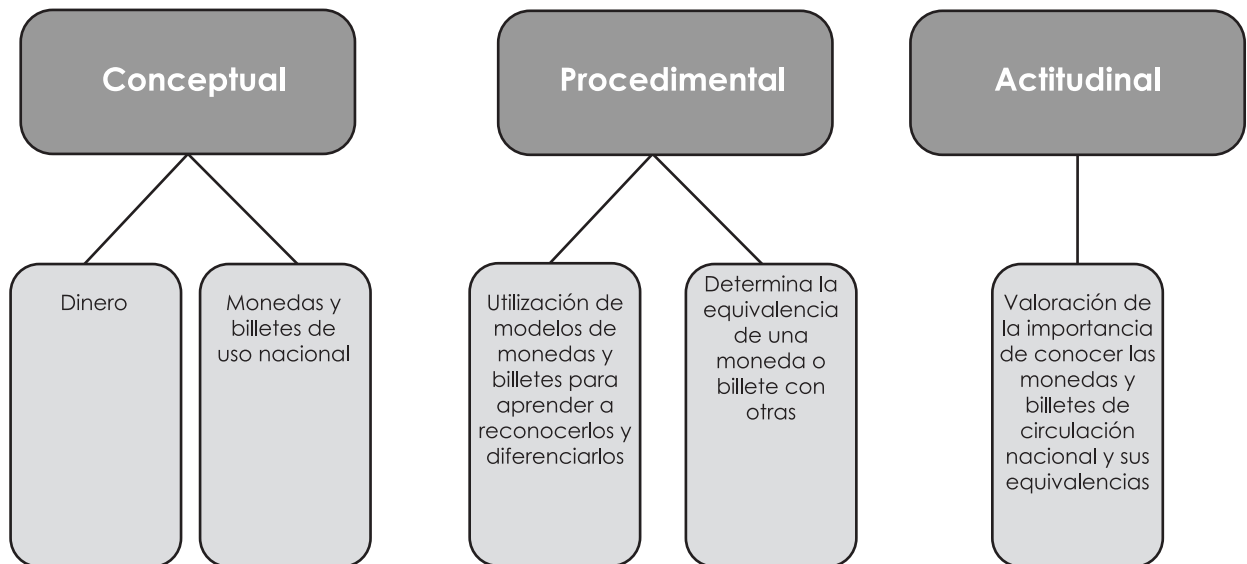 Conceptual
Procedimental
Actitudinal
Dinero
Monedas y
billetes de
uso nacional
Utilización de
modelos de
monedas y
billetes para
aprender a
reconocerlos y
diferenciarlos
Determina la
equivalencia
de una
moneda o
billete con
otras
Valoración de
la importancia
de conocer las
monedas y
billetes de
circulación
nacional y sus
equivalencias